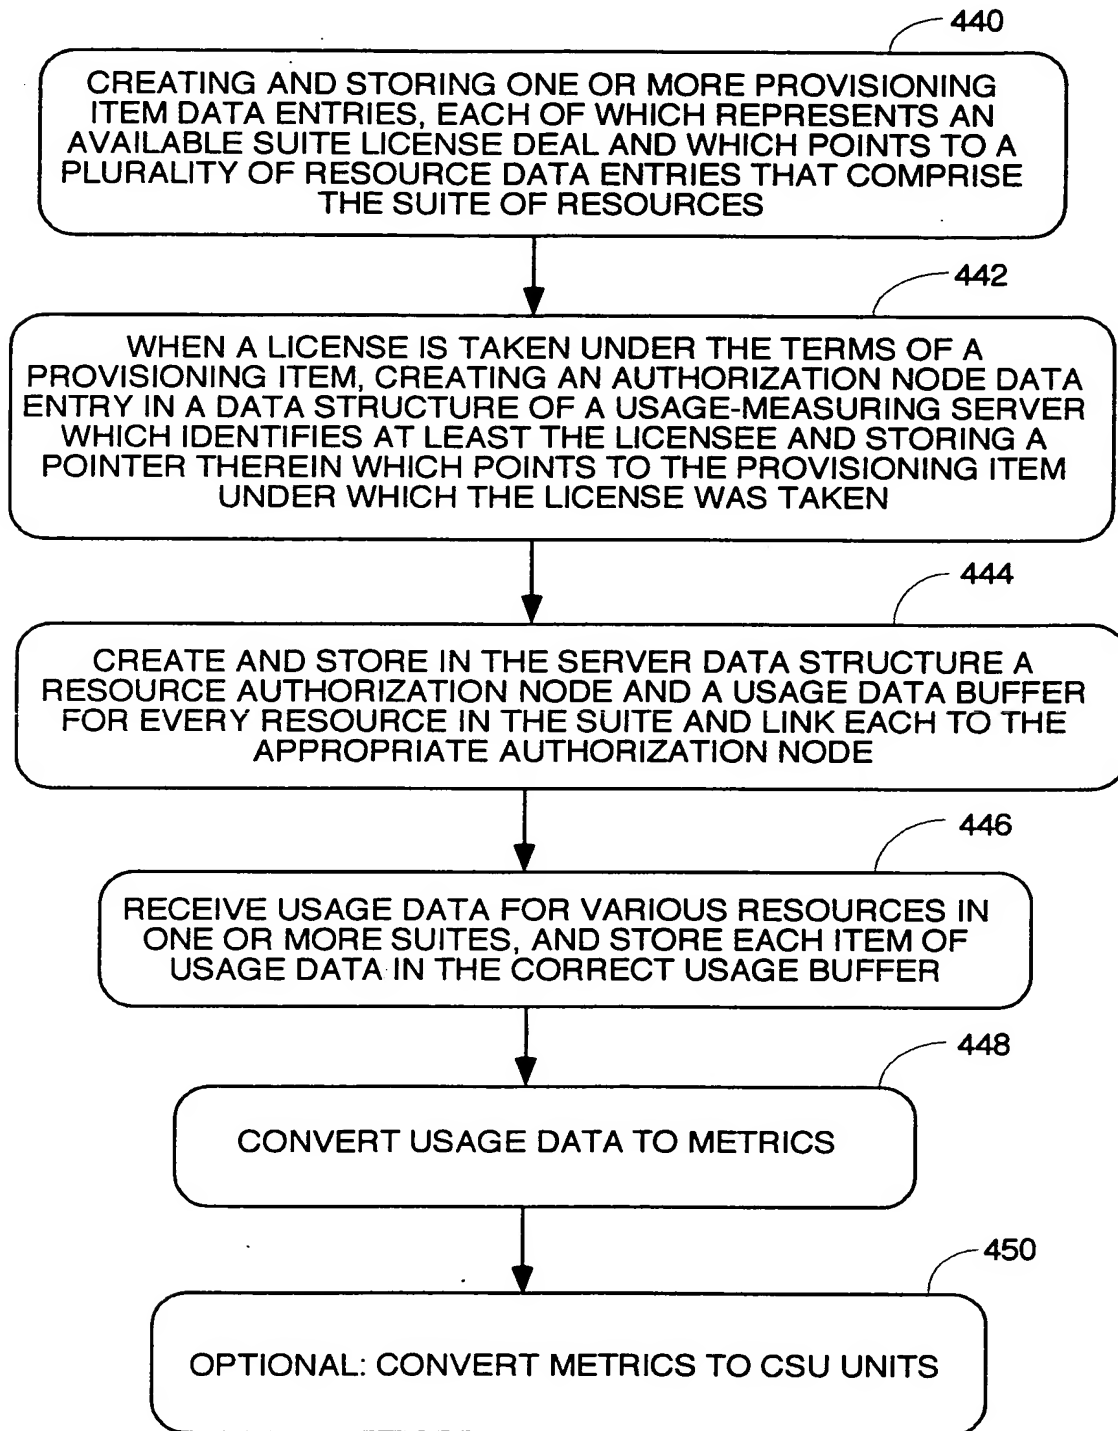 440
CREATING AND STORING ONE OR MORE PROVISIONING
ITEM DATA ENTRIES, EACH OF WHICH REPRESENTS AN
AVAILABLE SUITE LICENSE DEAL AND WHICH POINTS TO A
PLURALITY OF RESOURCE DATA ENTRIES THAT COMPRISE
THE SUITE OF RESOURCES
442
WHEN A LICENSE IS TAKEN UNDER THE TERMS OF A
PROVISIONING ITEM, CREATING AN AUTHORIZATION NODE DATA
ENTRY IN A DATA STRUCTURE OF A USAGE-MEASURING SERVER
WHICH IDENTIFIES AT LEAST THE LICENSEE AND STORING A
POINTER THEREIN WHICH POINTS TO THE PROVISIONING ITEM
UNDER WHICH THE LICENSE WAS TAKEN
444
CREATE AND STORE IN THE SERVER DATA STRUCTURE A
RESOURCE AUTHORIZATION NODE AND A USAGE DATA BUFFER
FOR EVERY RESOURCE IN THE SUITE AND LINK EACH TO THE
APPROPRIATE AUTHORIZATION NODE
446
RECEIVE USAGE DATA FOR VARIOUS RESOURCES IN
ONE OR MORE SUITES, AND STORE EACH ITEM OF
USAGE DATA IN THE CORRECT USAGE BUFFER
448
CONVERT USAGE DATA TO METRICS
450
OPTIONAL: CONVERT METRICS TO CSU UNITS